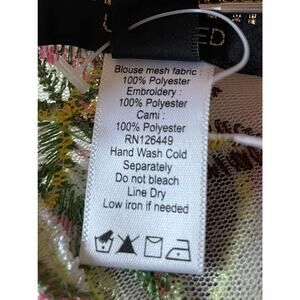 Blouse mesh fabric :
100% Polyester
Embroidery :
100% Polyester
Cami :
100% Polyester
RN126449
Hand Wash Cold
Separately
Do not bleach
Line Dry
Low iron if needed